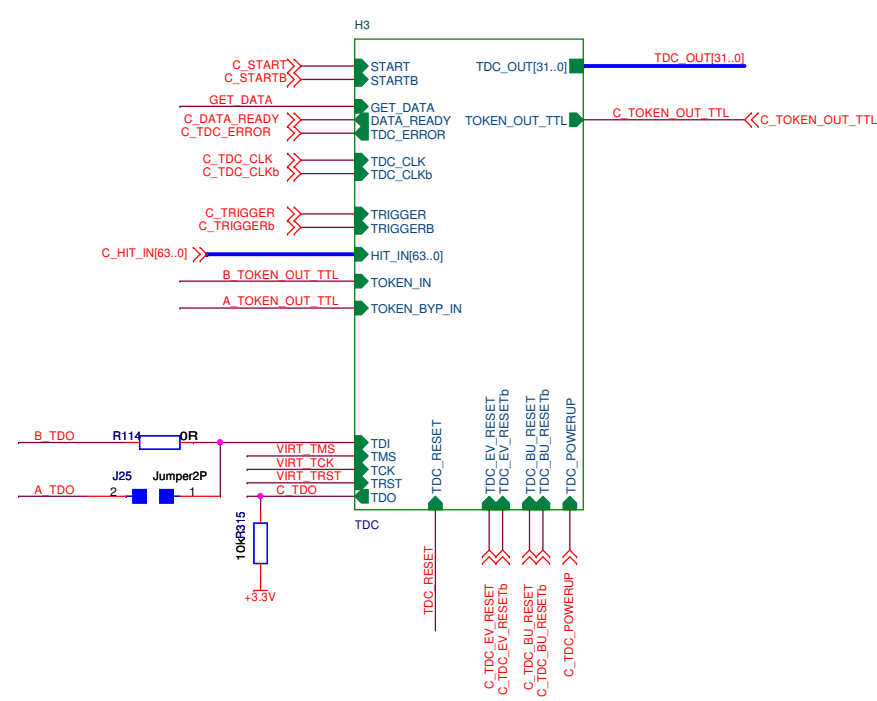 H3
C_START
START
TDC_OUT[31..0]
TDC_OUT[31..0]
C_STARTB
STARTB
GET_DATA
GET_DATA
C_DATA_READY
DATA_READY
TOKEN_OUT_TTL
C_TOKEN_OUT_TTL
C_TOKEN_OUT_TTL
C_TDC_ERROR
TDC_ERROR
C_TDC_CLK
TDC_CLK
C_TDC_CLKb
TDC_CLKb
C_TRIGGER
TRIGGER
C_TRIGGERb
TRIGGERB
C_HIT_IN[63..0]
HIT_IN[63..0]
B_TOKEN_OUT_TTL
TOKEN_IN
A_TOKEN_OUT_TTL
TOKEN_BYP_IN
B_TDO
R114
0R
TDI
VIRT_TMS
TMS
VIRT_TCK
TCK
VIRT_TRST
TRST
C_TDO
TDO
J25
Jumper2P
A_TDO
2
1
TDC_RESET
TDC_EV_RESET
TDC_EV_RESETb
TDC_BU_RESET
TDC_BU_RESETb
TDC_POWERUP
TDC
R315
10k
+3.3V
TDC_RESET
C_TDC_EV_RESET
C_TDC_EV_RESETb
C_TDC_BU_RESET
C_TDC_BU_RESETb
C_TDC_POWERUP